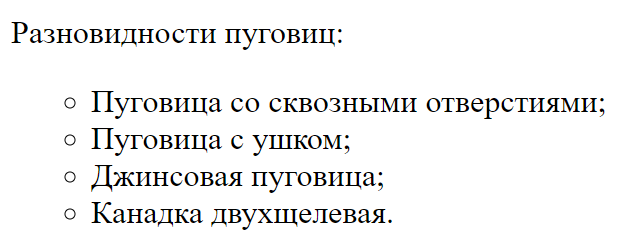 Разновидности пуговиц:
Пуговица со сквозными отверстиями;
Пуговица с ушком;
Джинсовая пуговица;
Канадка двухщелевая.